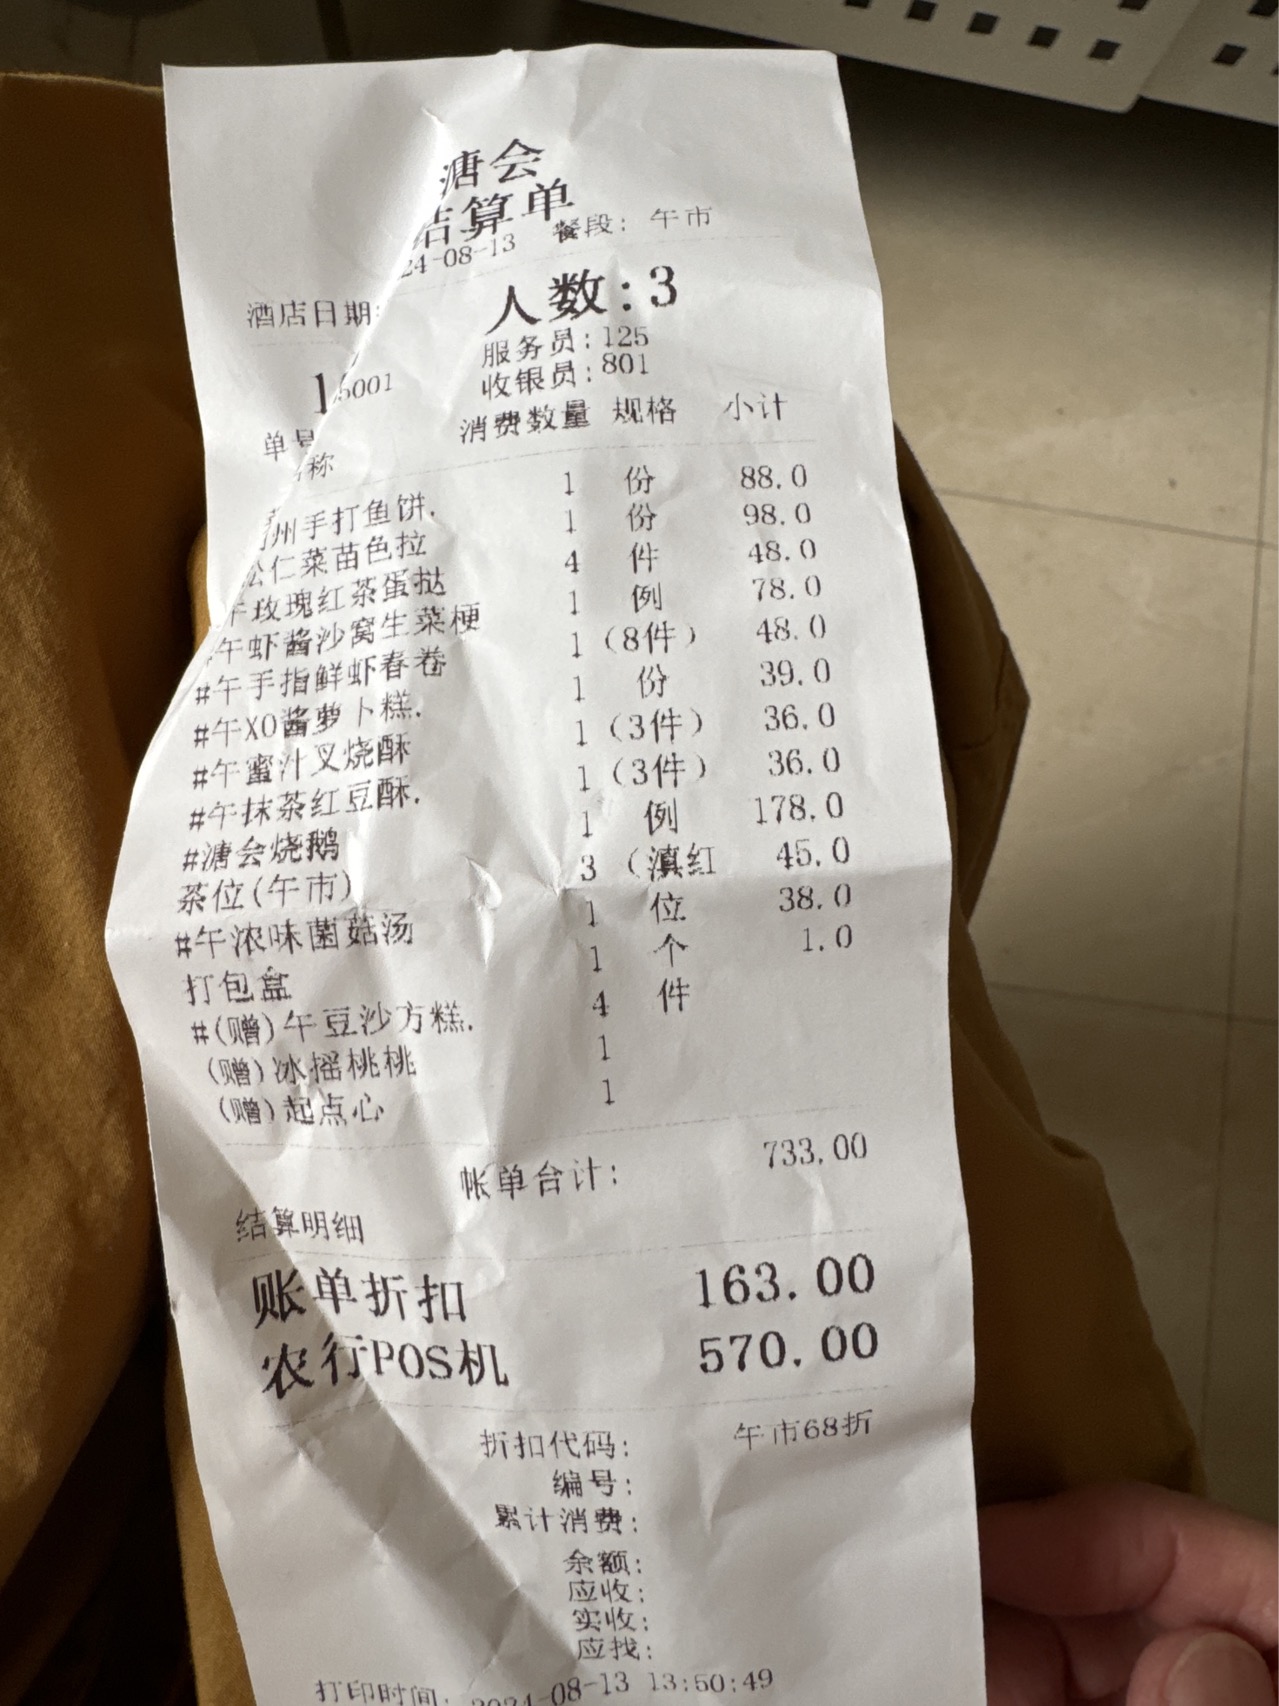 溏会
结算单
24-08-13 餐段: 午市
酒店日期:
人数:3
服务员:125
5001 收银员:801
单号
称 消费数量 规格 小计
州手打鱼饼. 1 份 88.0
松仁菜苗色拉 1 份 98.0
午玫瑰红茶蛋挞 4 件 48.0
午虾酱沙窝生菜梗 1 例 78.0
#午手指鲜虾春卷 1 (8件) 48.0
#午XO酱萝卜糕. 1 份 39.0
#午蜜汁叉烧酥 1 (3件) 36.0
#午抹茶红豆酥. 1 (3件) 36.0
#溏会烧鹅 1 例 178.0
茶位(午市) 3 (滇红 45.0
#午浓味菌菇汤 1 位 38.0
打包盒 1 个 1.0
#(赠)午豆沙方糕. 4 件
(赠)冰摇桃桃 1
(赠)起点心 1
帐单合计: 733.00
结算明细
账单折扣 163.00
农行POS机 570.00
折扣代码: 午市68折
编号:
累计消费:
余额:
应收:
实收:
应找:
打印时间: 2024-08-13 13:50:49